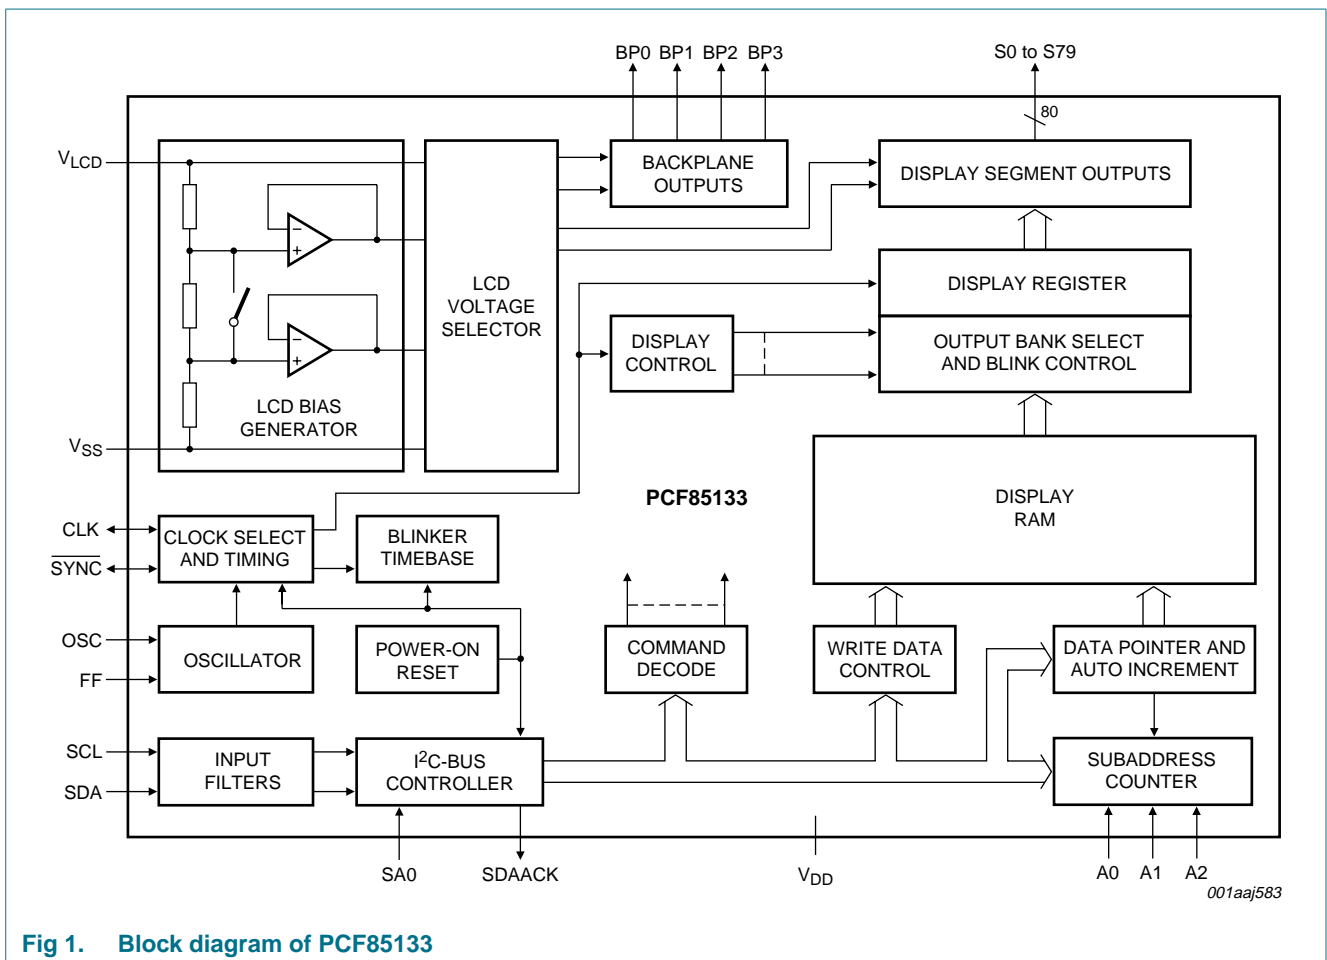 BP0 BP1 BP2 BP3
S0 to S79
80
VLCD
BACKPLANE
OUTPUTS
DISPLAY SEGMENT OUTPUTS
−
+
LCD
VOLTAGE
SELECTOR
DISPLAY REGISTER
−
+
DISPLAY
CONTROL
OUTPUT BANK SELECT
AND BLINK CONTROL
LCD BIAS
GENERATOR
VSS
PCF85133
DISPLAY
RAM
CLK
SYNC
CLOCK SELECT
AND TIMING
BLINKER
TIMEBASE
OSC
FF
OSCILLATOR
POWER-ON
RESET
COMMAND
DECODE
WRITE DATA
CONTROL
DATA POINTER AND
AUTO INCREMENT
SCL
SDA
INPUT
FILTERS
I2C-BUS
CONTROLLER
SUBADDRESS
COUNTER
SA0
SDAACK
VDD
A0 A1 A2
001aaj583
Fig 1. Block diagram of PCF85133